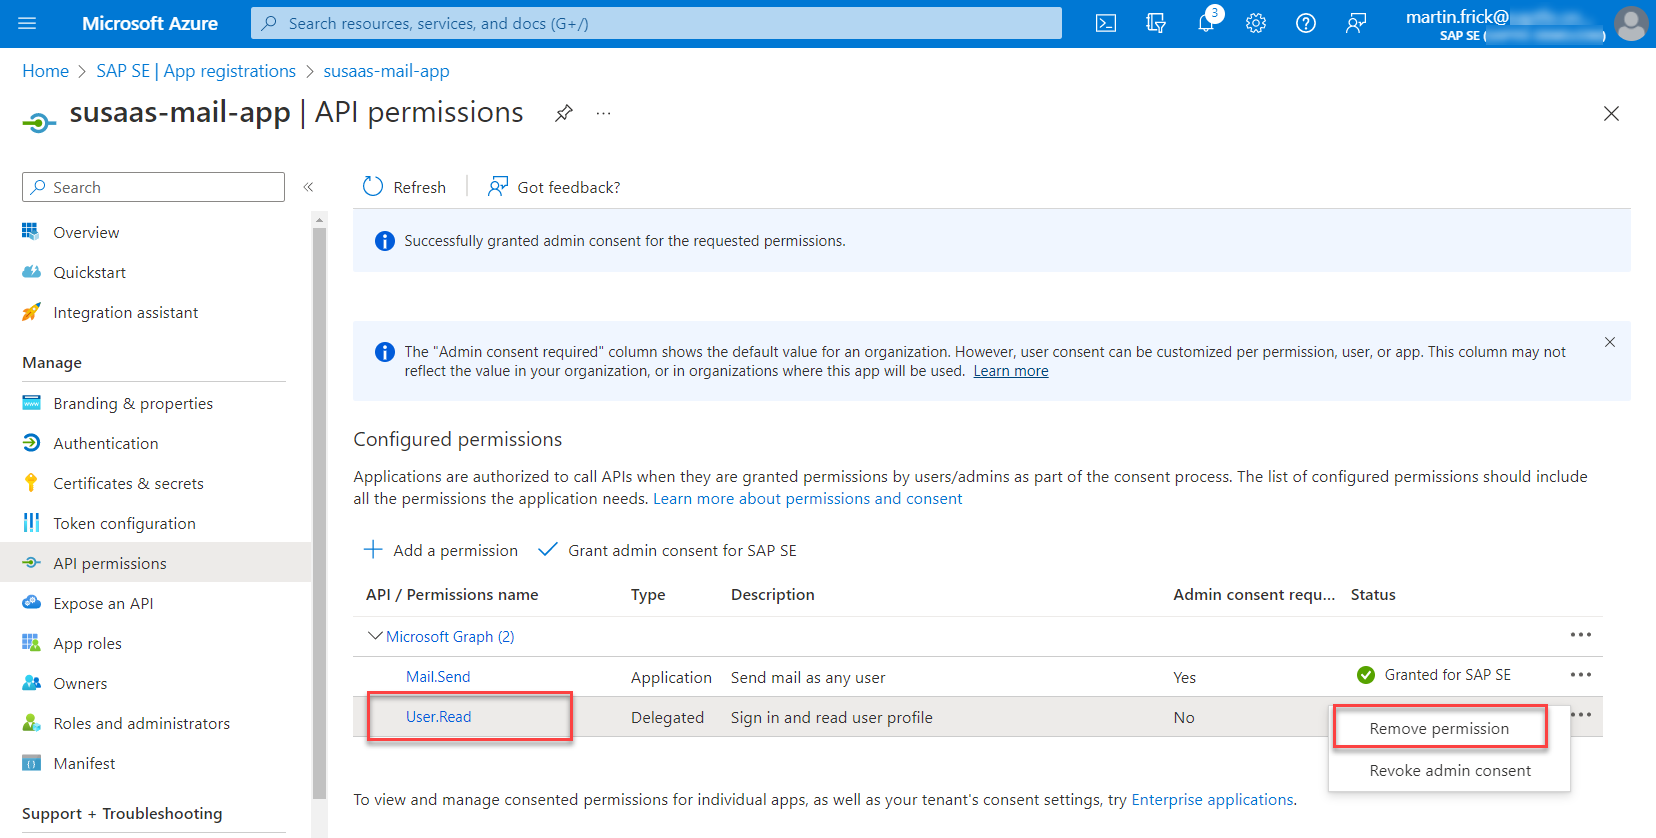 Microsoft Azure
Search resources, services, and docs (G+/)
3
martin.frick@
SAP SE (
Home > SAP SE | App registrations > susaas-mail-app
susaas-mail-app | API permissions
Search
Refresh
Got feedback?
Overview
Quickstart
Integration assistant
Manage
Branding & properties
Authentication
Certificates & secrets
Token configuration
API permissions
Expose an API
App roles
Owners
Roles and administrators
Manifest
Support + Troubleshooting
Successfully granted admin consent for the requested permissions.
The "Admin consent required" column shows the default value for an organization. However, user consent can be customized per permission, user, or app. This column may not
reflect the value in your organization, or in organizations where this app will be used. Learn more
Configured permissions
Applications are authorized to call APIs when they are granted permissions by users/admins as part of the consent process. The list of configured permissions should include
all the permissions the application needs. Learn more about permissions and consent
Add a permission
Grant admin consent for SAP SE
API / Permissions name Type Description Admin consent requ... Status
Microsoft Graph (2)
Mail.Send Application Send mail as any user Yes Granted for SAP SE
User.Read Delegated Sign in and read user profile No
Remove permission
Revoke admin consent
To view and manage consented permissions for individual apps, as well as your tenant's consent settings, try Enterprise applications.